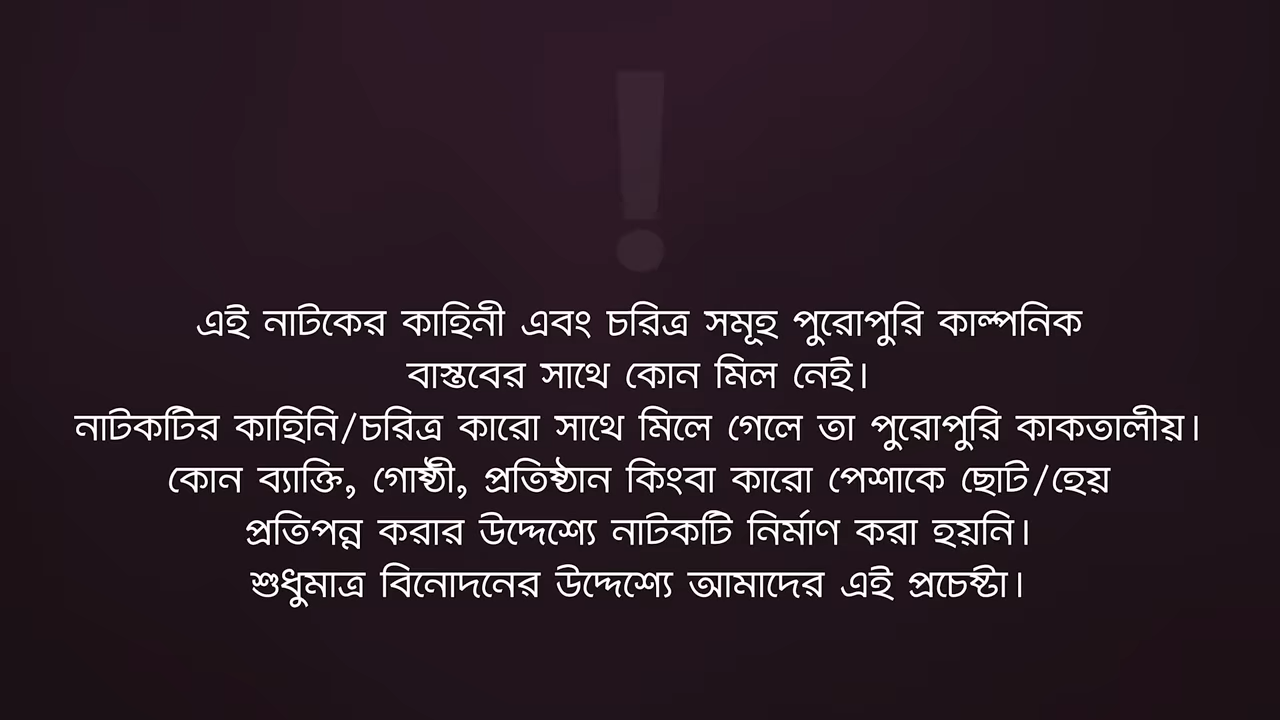 এই নাটকের কাহিনী এবং চরিত্র সমূহ পুরোপুরি কাল্পনিক
বাস্তবের সাথে কোন মিল নেই।
নাটকটির কাহিনি/চরিত্র কারো সাথে মিলে গেলে তা পুরোপুরি কাকতালীয়।
কোন ব্যাক্তি, গোষ্ঠী, প্রতিষ্ঠান কিংবা কারো পেশাকে ছোট/হেয়
প্রতিপন্ন করার উদ্দেশ্যে নাটকটি নির্মাণ করা হয়নি।
শুধুমাত্র বিনোদনের উদ্দেশ্যে আমাদের এই প্রচেষ্টা।